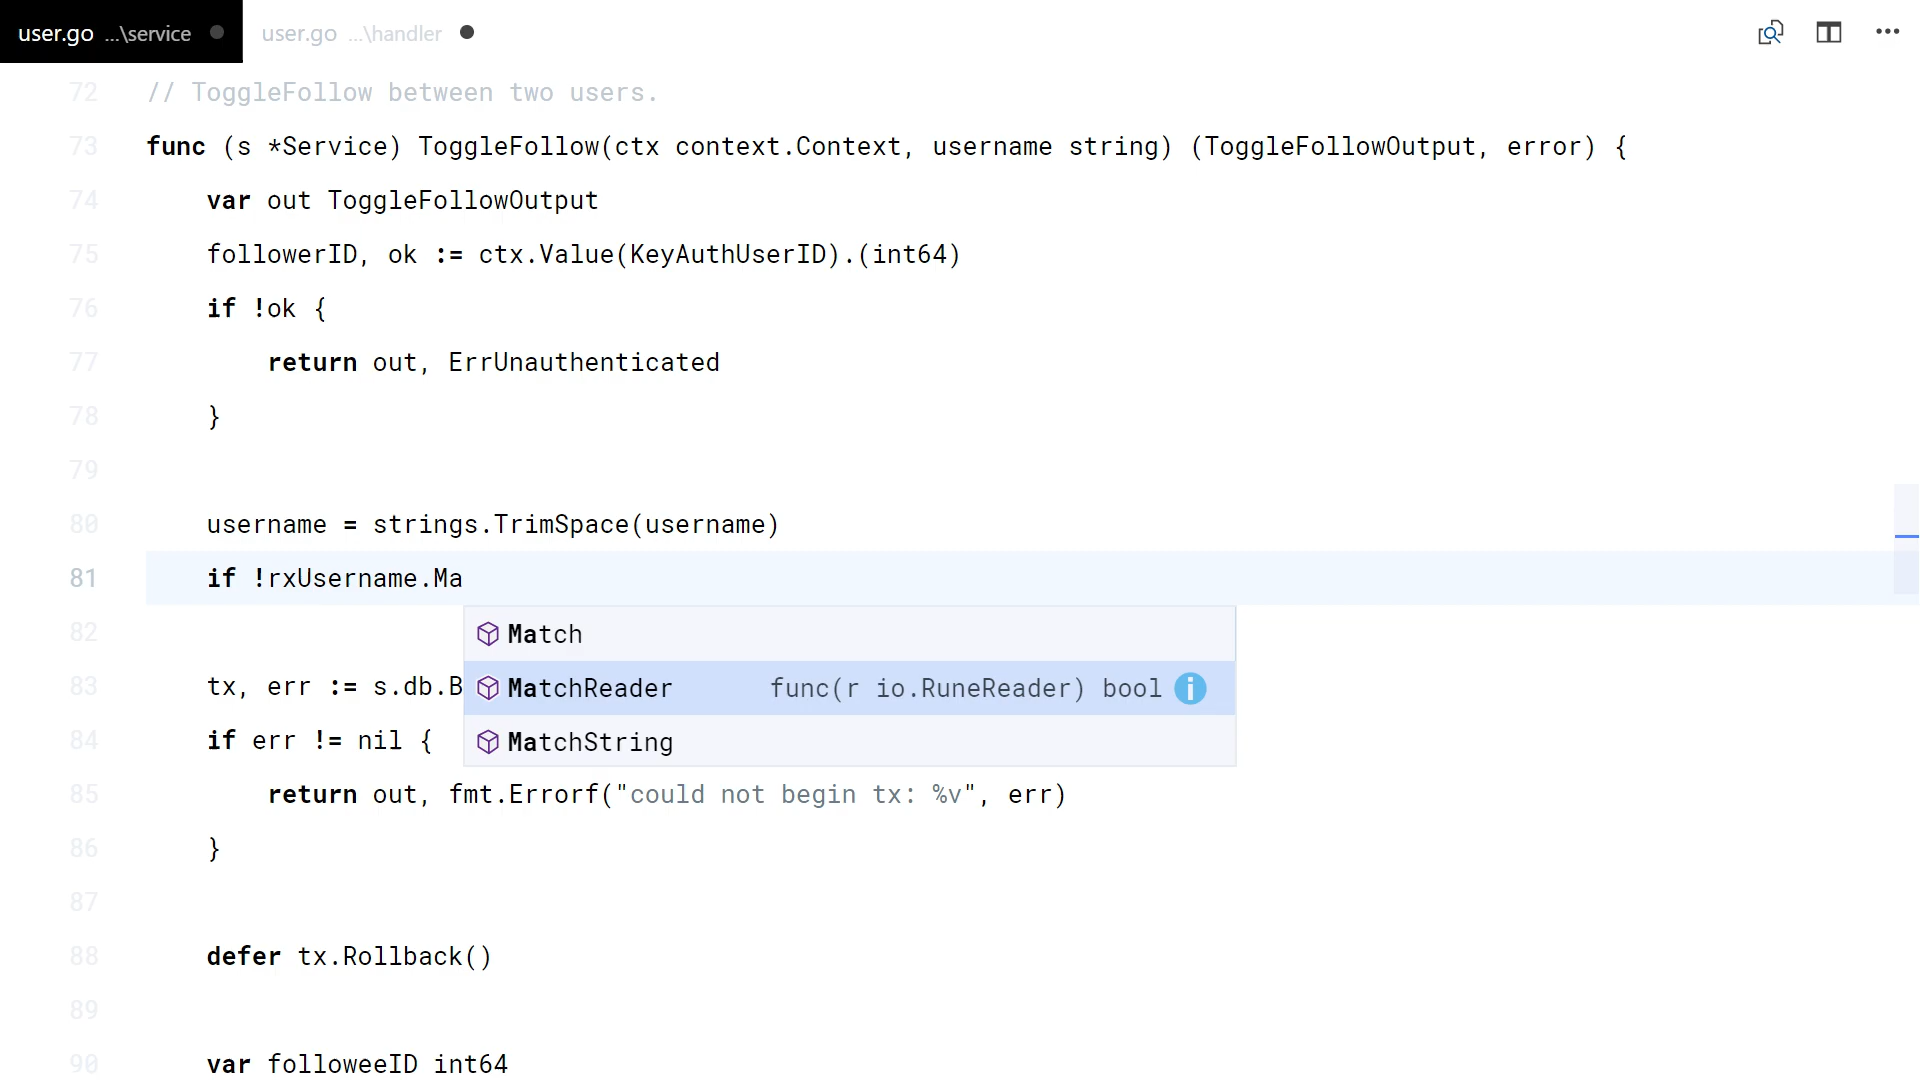 user.go ...\service user.go ...\handler
72 // ToggleFollow between two users.
73 func (s *Service) ToggleFollow(ctx context.Context, username string) (ToggleFollowOutput, error) {
74 var out ToggleFollowOutput
75 followerID, ok := ctx.Value(KeyAuthUserID).(int64)
76 if !ok {
77 return out, ErrUnauthenticated
78 }
79
80 username = strings.TrimSpace(username)
81 if !rxUsername.Ma
82 Match
83 tx, err := s.db.B MatchReader func(r io.RuneReader) bool
84 if err != nil { MatchString
85 return out, fmt.Errorf("could not begin tx: %v", err)
86 }
87
88 defer tx.Rollback()
89
90 var followeeID int64